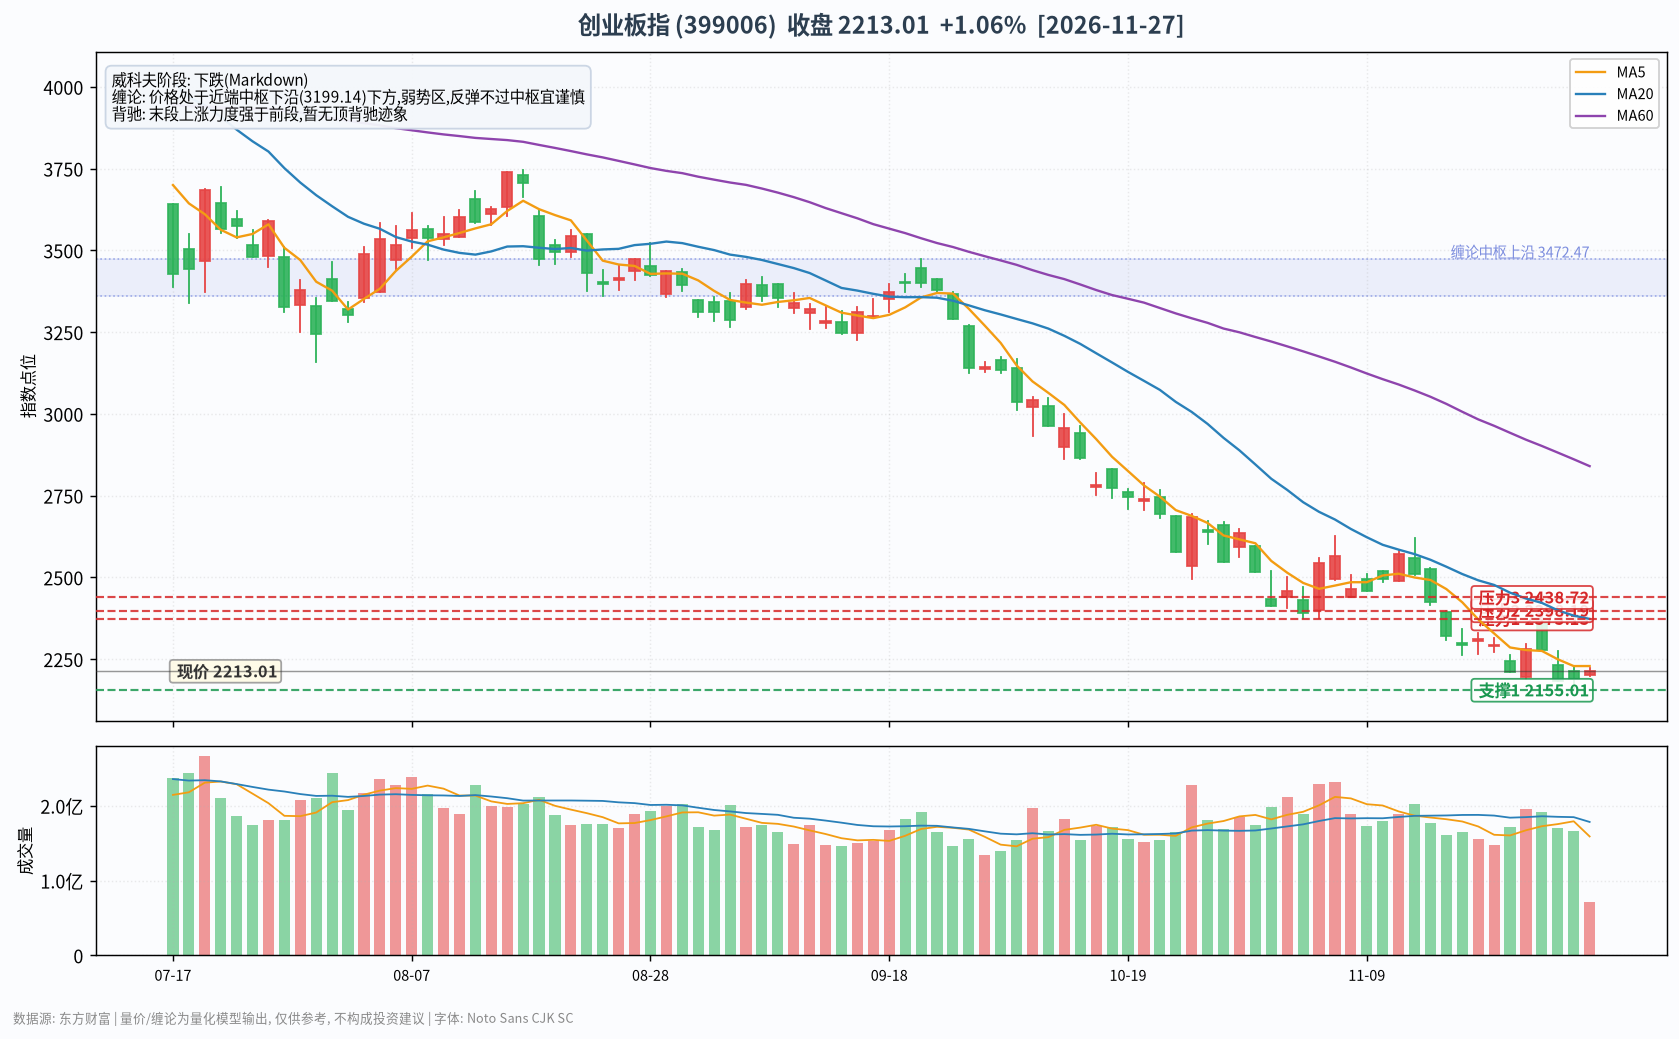 创业板指 (399006) 收盘 2213.01 +1.06% [2026-11-27]
威科夫阶段: 下跌(Markdown)
缠论: 价格处于近端中枢下沿(3199.14)下方,弱势区,反弹不过中枢宜谨慎
背驰: 末段上涨力度强于前段,暂无顶背驰迹象
MA5
MA20
MA60
指数点位
4000
3750
3500
3250
3000
2750
2500
2250
缠论中枢上沿 3472.47
压力3 2438.72
压力2
压力1
现价 2213.01
支撑1 2155.01
成交量
2.0亿
1.0亿
0
07-17
08-07
08-28
09-18
10-19
11-09
数据源: 东方财富 | 量价/缠论为量化模型输出, 仅供参考, 不构成投资建议 | 字体: Noto Sans CJK SC